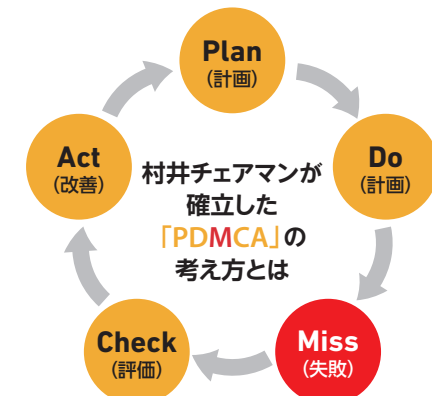 Plan
(計画)
Do
(計画)
Miss
(失敗)
Check
(評価)
Act
(改善)
村井チェアマンが
確立した
「PDMCA」の
考え方とは